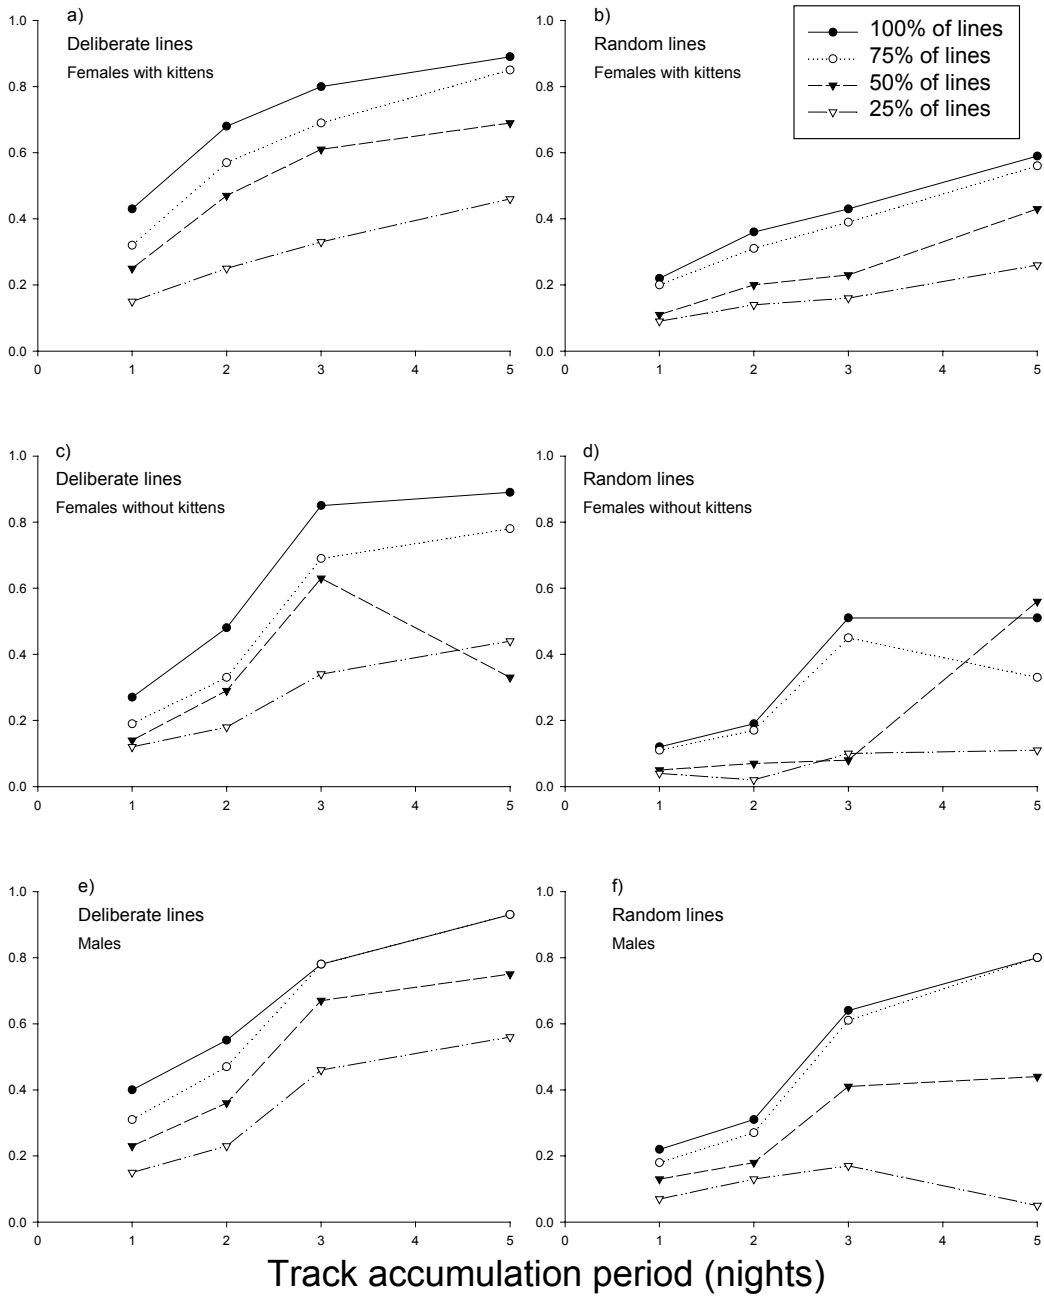 a)
Deliberate lines
Females with kittens
1.0
0.8
0.6
0.4
0.2
0.0
0 1 2 3 4 5
b)
Random lines
Females with kittens
100% of lines
75% of lines
50% of lines
25% of lines
1.0
0.8
0.6
0.4
0.2
0.0
0 1 2 3 4 5
c)
Deliberate lines
Females without kittens
1.0
0.8
0.6
0.4
0.2
0.0
0 1 2 3 4 5
d)
Random lines
Females without kittens
1.0
0.8
0.6
0.4
0.2
0.0
0 1 2 3 4 5
e)
Deliberate lines
Males
1.0
0.8
0.6
0.4
0.2
0.0
0 1 2 3 4 5
f)
Random lines
Males
1.0
0.8
0.6
0.4
0.2
0.0
0 1 2 3 4 5
Track accumulation period (nights)